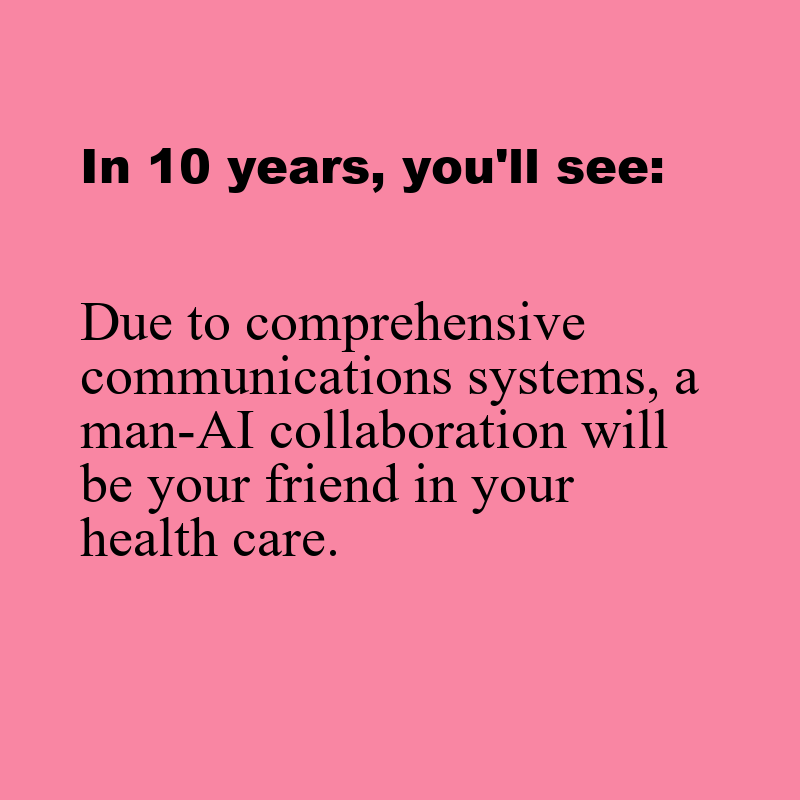 In 10 years, you'll see:
Due to comprehensive
communications systems, a
man-AI collaboration will
be your friend in your
health care.